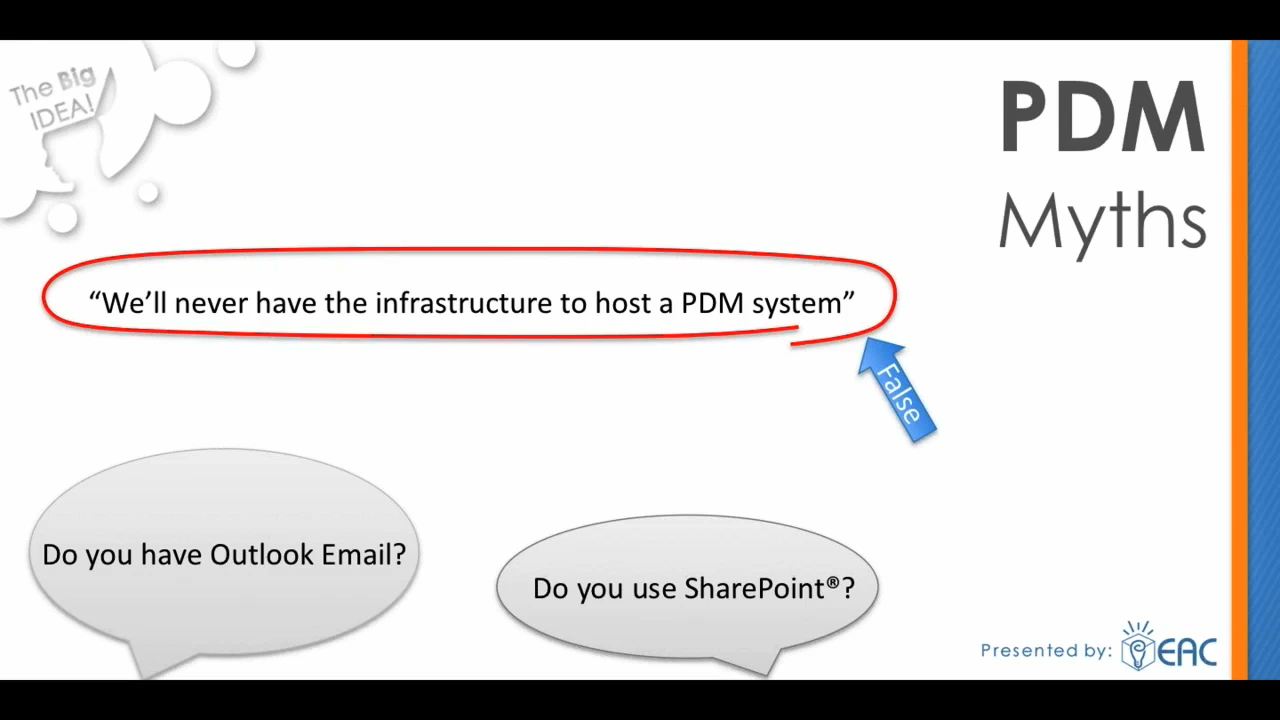 The Big
IDEA!
PDM
Myths
“We’ll never have the infrastructure to host a PDM system”
False
Do you have Outlook Email?
Do you use SharePoint®?
Presented by: EAC